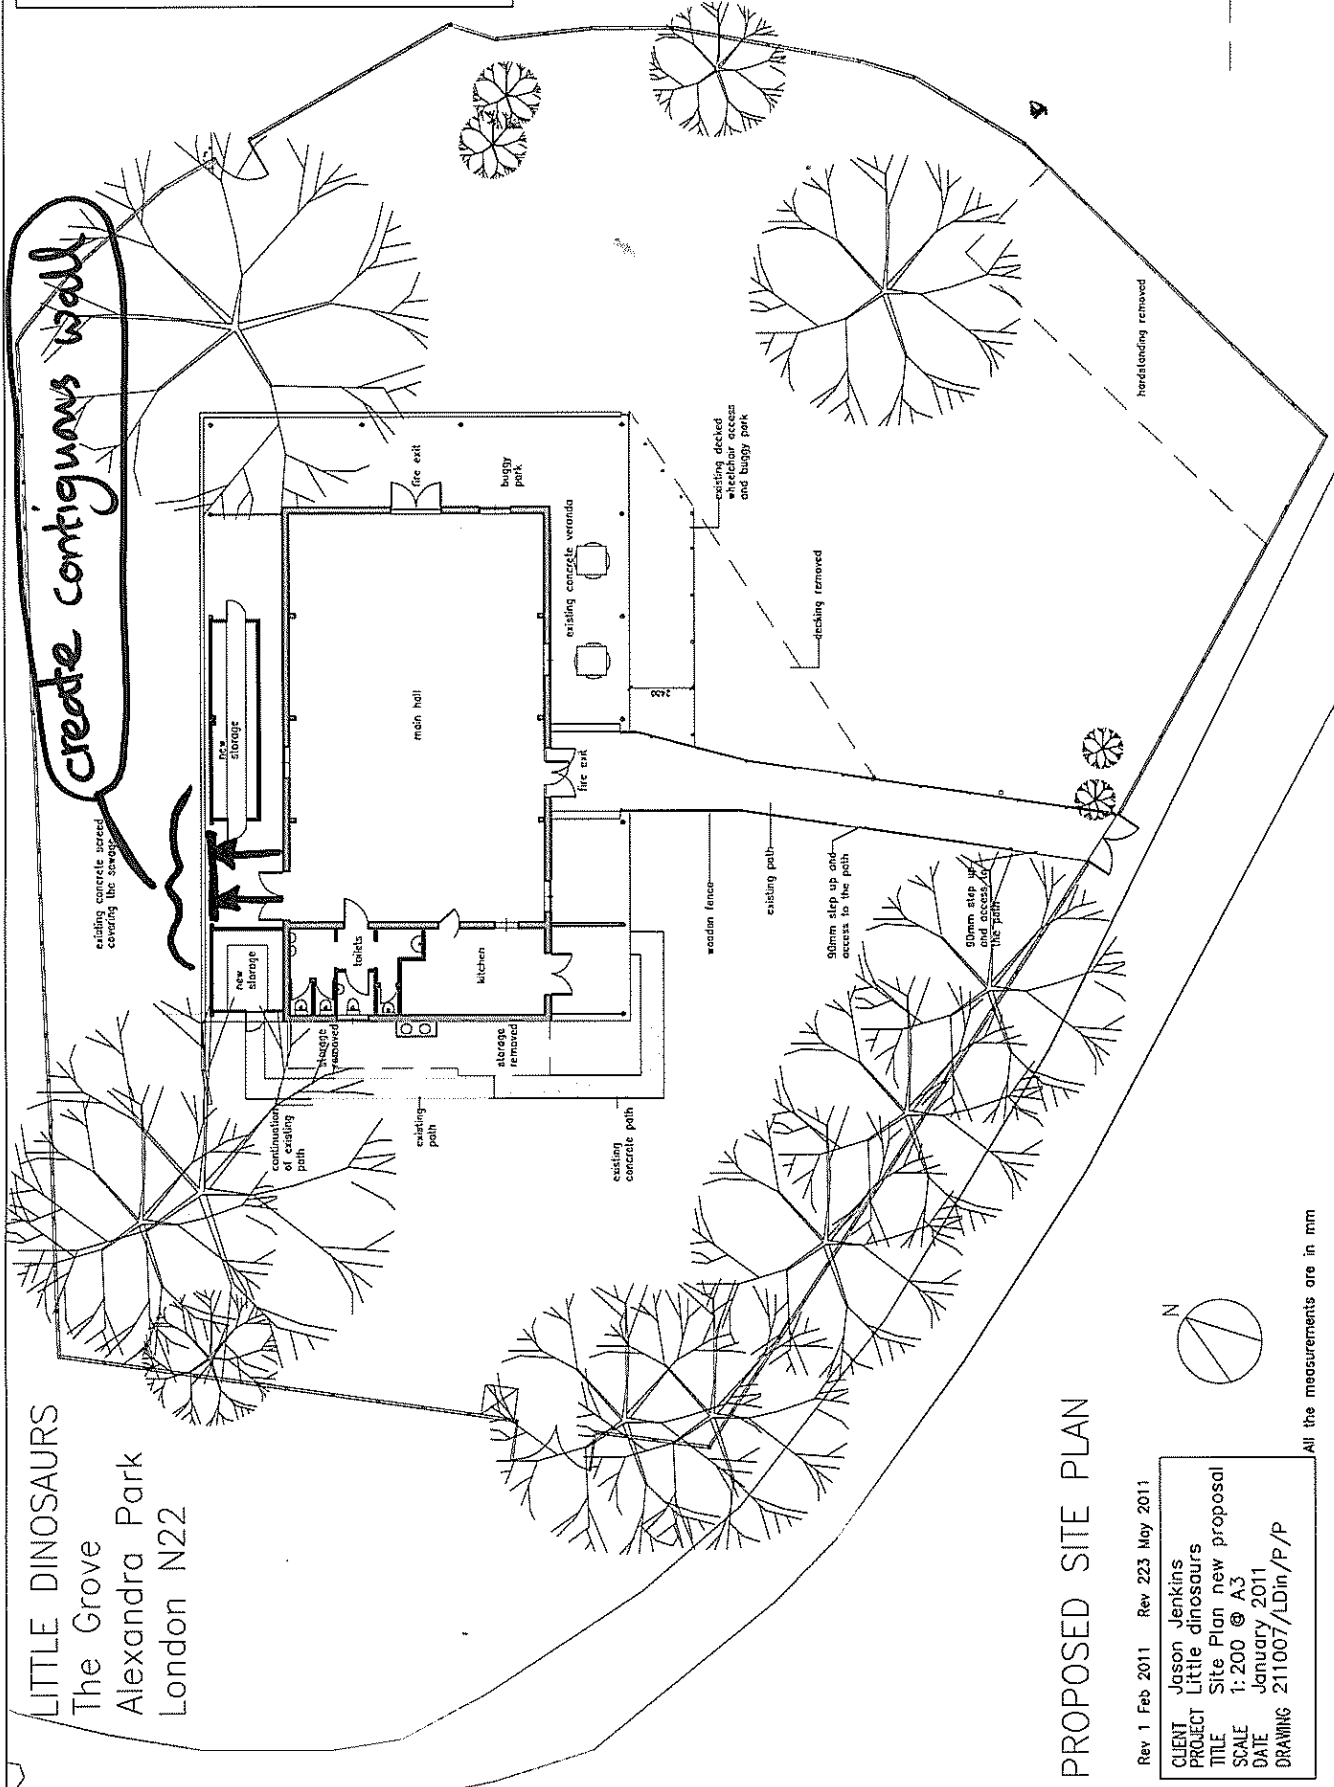 LITTLE DINOSAURS
The Grove
Alexandra Park
London N22
create contiguous wall
existing concrete screed
covering the sewage
new
storage
new
storage
main hall
fire exit
buggy
park
existing concrete veranda
existing decked
wheelchair access
and buggy park
decking removed
hardstanding removed
toilets
kitchen
fire exit
storage
removed
storage
removed
continuation
of existing
path
existing
path
existing
concrete path
wooden fence
existing path
90mm step up and
access to the path
90mm step up
and access to
the path
N
PROPOSED SITE PLAN
Rev 1 Feb 2011 Rev 223 May 2011
CLIENT Jason Jenkins
PROJECT Little dinosaurs
TITLE Site Plan new proposal
SCALE 1:200 @ A3
DATE January 2011
DRAWING 211007/LDin/P/P
All the measurements are in mm